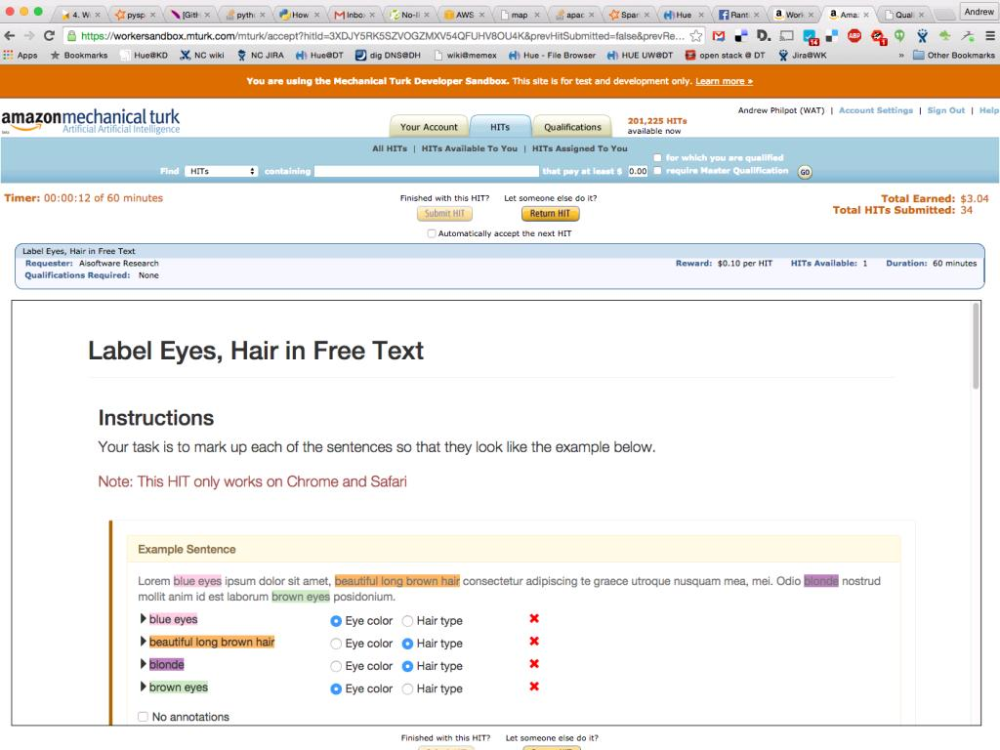 4. W
pysp
[GitH
pyth
How
Inbo
No-li
AWS
map
apac
Spar
Hue
Rant
Work
Amaz
Quali
Andrew
https://workersandbox.mturk.com/mturk/accept?hitId=3XDJY5RK5SZVOGZMXV54QFUHV8OU4K&prevHitSubmitted=false&prevRe...
Apps Bookmarks Hue@KD NC wiki NC JIRA Hue@DT dig DNS@DH wiki@memex Hue - File Browser HUE UW@DT open stack @ DT Jira@WK » Other Bookmarks
You are using the Mechanical Turk Developer Sandbox. This site is for test and development only. Learn more »
amazonmechanical turk
beta Artificial Artificial Intelligence
Your Account HITs Qualifications
201,225 HITs
available now
Andrew Philpot (WAT) | Account Settings | Sign Out | Help
All HITs | HITs Available To You | HITs Assigned To You
Find HITs containing that pay at least $ 0.00
for which you are qualified
require Master Qualification GO
Timer: 00:00:12 of 60 minutes
Finished with this HIT? Let someone else do it?
Submit HIT Return HIT
Automatically accept the next HIT
Total Earned: $3.04
Total HITs Submitted: 34
Label Eyes, Hair in Free Text
Requester: Aisoftware Research Reward: $0.10 per HIT HITs Available: 1 Duration: 60 minutes
Qualifications Required: None
Label Eyes, Hair in Free Text
Instructions
Your task is to mark up each of the sentences so that they look like the example below.
Note: This HIT only works on Chrome and Safari
Example Sentence
Lorem blue eyes ipsum dolor sit amet, beautiful long brown hair consectetur adipiscing te graece utroque nusquam mea, mei. Odio blonde nostrud
mollit anim id est laborum brown eyes posidonium.
blue eyes Eye color Hair type
beautiful long brown hair Eye color Hair type
blonde Eye color Hair type
brown eyes Eye color Hair type
No annotations
Finished with this HIT? Let someone else do it?